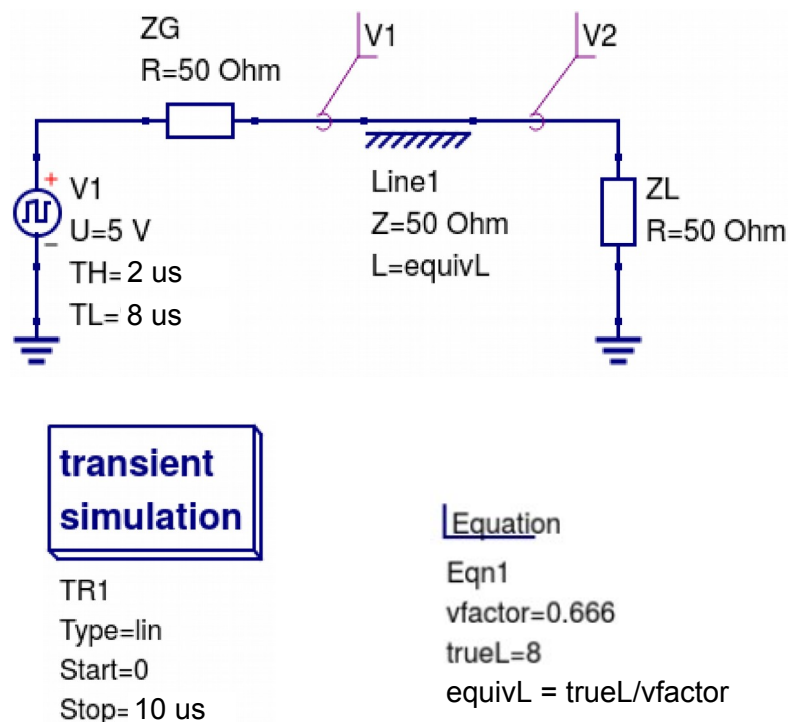 ZG
R=50 Ohm
V1
V2
V1
U=5 V
TH= 2 us
TL= 8 us
Line1
Z=50 Ohm
L=equivL
ZL
R=50 Ohm
transient
simulation
TR1
Type=lin
Start=0
Stop= 10 us
Equation
Eqn1
vfactor=0.666
trueL=8
equivL = trueL/vfactor